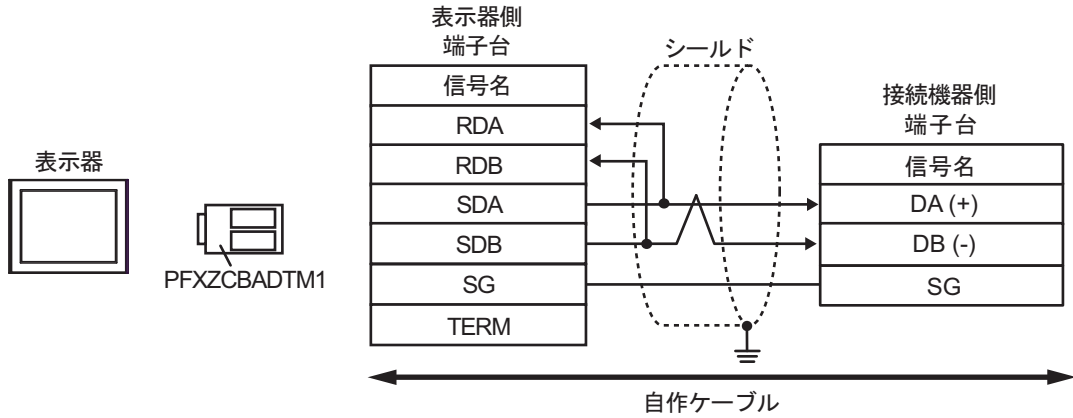 表示器
PFXZCBADTM1
表示器側
端子台
信号名
RDA
RDB
SDA
SDB
SG
TERM
シールド
接続機器側
端子台
信号名
DA (+)
DB (-)
SG
自作ケーブル